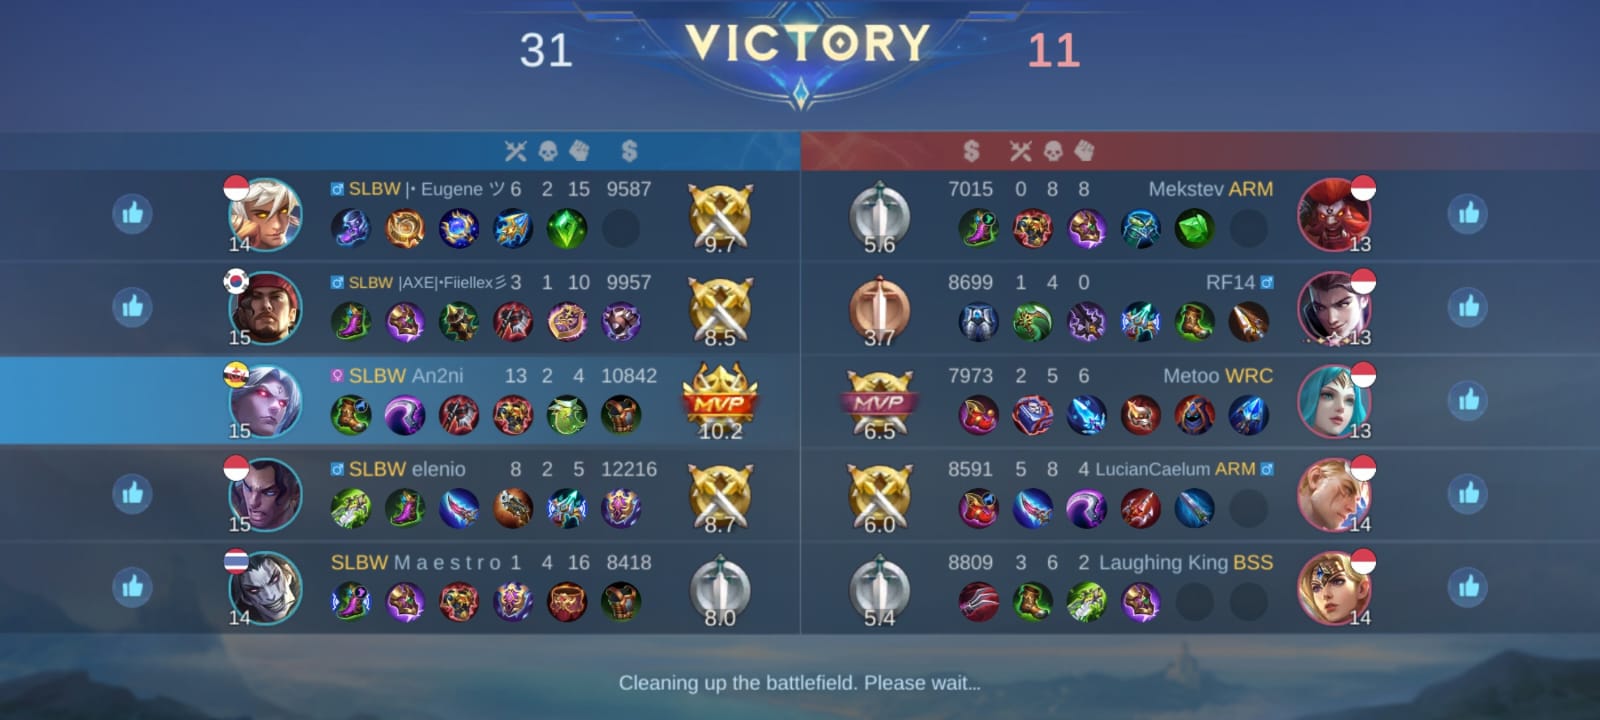 31 VICTORY 11
SLBW |• Eugene ツ 6 2 15 9587 9.7 14
5.6 7015 0 8 8 Mekstev ARM 13
SLBW |AXE|•Fiiellex彡 3 1 10 9957 8.5 15
3.7 8699 1 4 0 RF14 13
SLBW An2ni 13 2 4 10842 MVP 10.2 15
MVP 6.5 7973 2 5 6 Metoo WRC 13
SLBW elenio 8 2 5 12216 8.7 15
6.0 8591 5 8 4 LucianCaelum ARM 14
SLBW M a e s t r o 1 4 16 8418 8.0 14
5.4 8809 3 6 2 Laughing King BSS 14
Cleaning up the battlefield. Please wait...